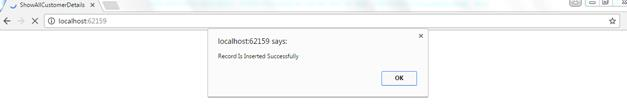 ShowAllCustomerDetails
localhost:62159
localhost:62159 says:
Record Is Inserted Successfully
OK